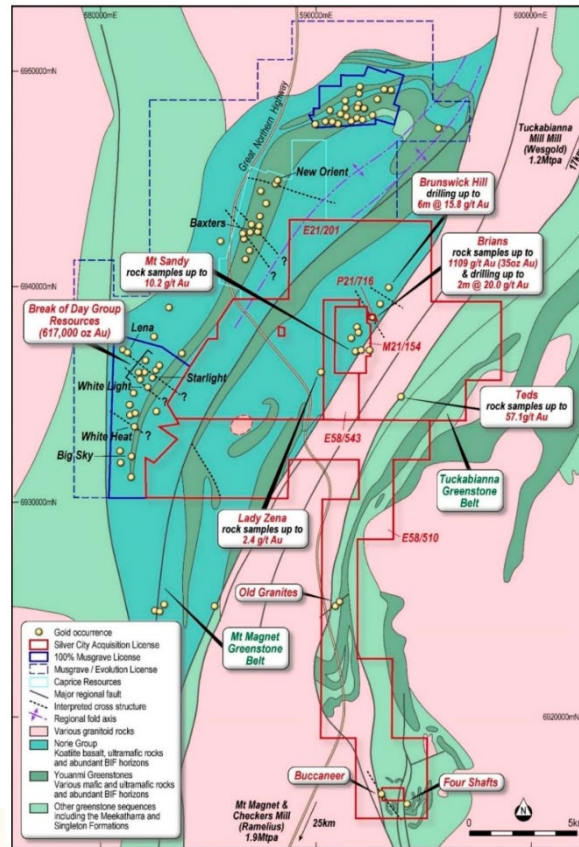 580000mE
590000mE
600000mE
6950000mN
Great Northern Highway
Tuckabianna
Mill Mill
(Wesgold)
1.2Mtpa
New Orient
Brunswick Hill
drilling up to
6m @ 15.8 g/t Au
Baxters
E21/201
Brians
rock samples up to
1109 g/t Au (35oz Au)
& drilling up to
2m @ 20.0 g/t Au
Mt Sandy
rock samples up to
10.2 g/t Au
P21/716
6940000mN
Break of Day Group
Resources
(617,000 oz Au)
Lena
M21/154
Starlight
White Light
Teds
rock samples up to
57.1g/t Au
White Heat
E58/543
Big Sky
Tuckabianna
Greenstone
Belt
6930000mN
Lady Zena
rock samples up to
2.4 g/t Au
E58/510
Old Granites
Mt Magnet
Greenstone
Belt
Gold occurrence
Silver City Acquisition License
100% Musgrave License
Musgrave / Evolution License
Caprice Resources
Major regional fault
Interpreted cross structure
Regional fold axis
Various granitoid rocks
Norie Group
Koatiite basalt, ultramafic rocks
and abundant BIF horizons
Youanmi Greenstones
Various mafic and ultramafic rocks
and abundant BIF horizons
Other greenstone sequences
including the Meekatharra and
Singleton Formations
6920000mN
Buccaneer
Four Shafts
Mt Magnet &
Checkers Mill
(Ramelius)
1.9Mtpa
25km
N
0